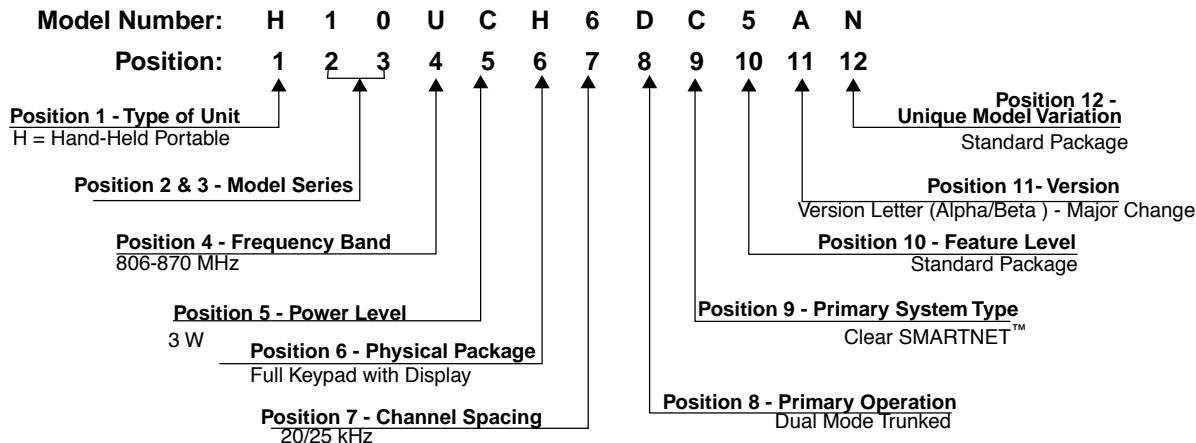 Model Number: H 1 0 U C H 6 D C 5 A N
Position: 1 2 3 4 5 6 7 8 9 10 11 12
Position 1 - Type of Unit
H = Hand-Held Portable
Position 12 -
Unique Model Variation
Standard Package
Position 2 & 3 - Model Series
Position 11- Version
Version Letter (Alpha/Beta ) - Major Change
Position 4 - Frequency Band
806-870 MHz
Position 10 - Feature Level
Standard Package
Position 5 - Power Level
3 W
Position 9 - Primary System Type
Clear SMARTNET™
Position 6 - Physical Package
Full Keypad with Display
Position 8 - Primary Operation
Dual Mode Trunked
Position 7 - Channel Spacing
20/25 kHz